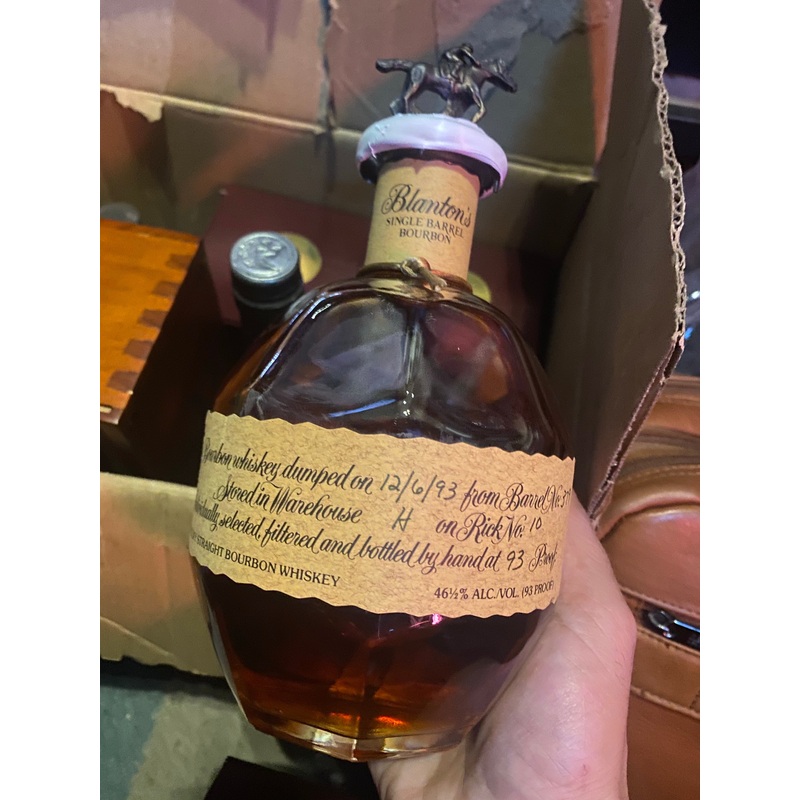 Blanton's
SINGLE BARREL
BOURBON
Bourbon whiskey dumped on 12/6/93 from Barrel No.
Stored in Warehouse H on Rick No. 10
selected, filtered and bottled by hand at 93 Proof.
STRAIGHT BOURBON WHISKEY
46½% ALC./VOL. (93 PROOF)